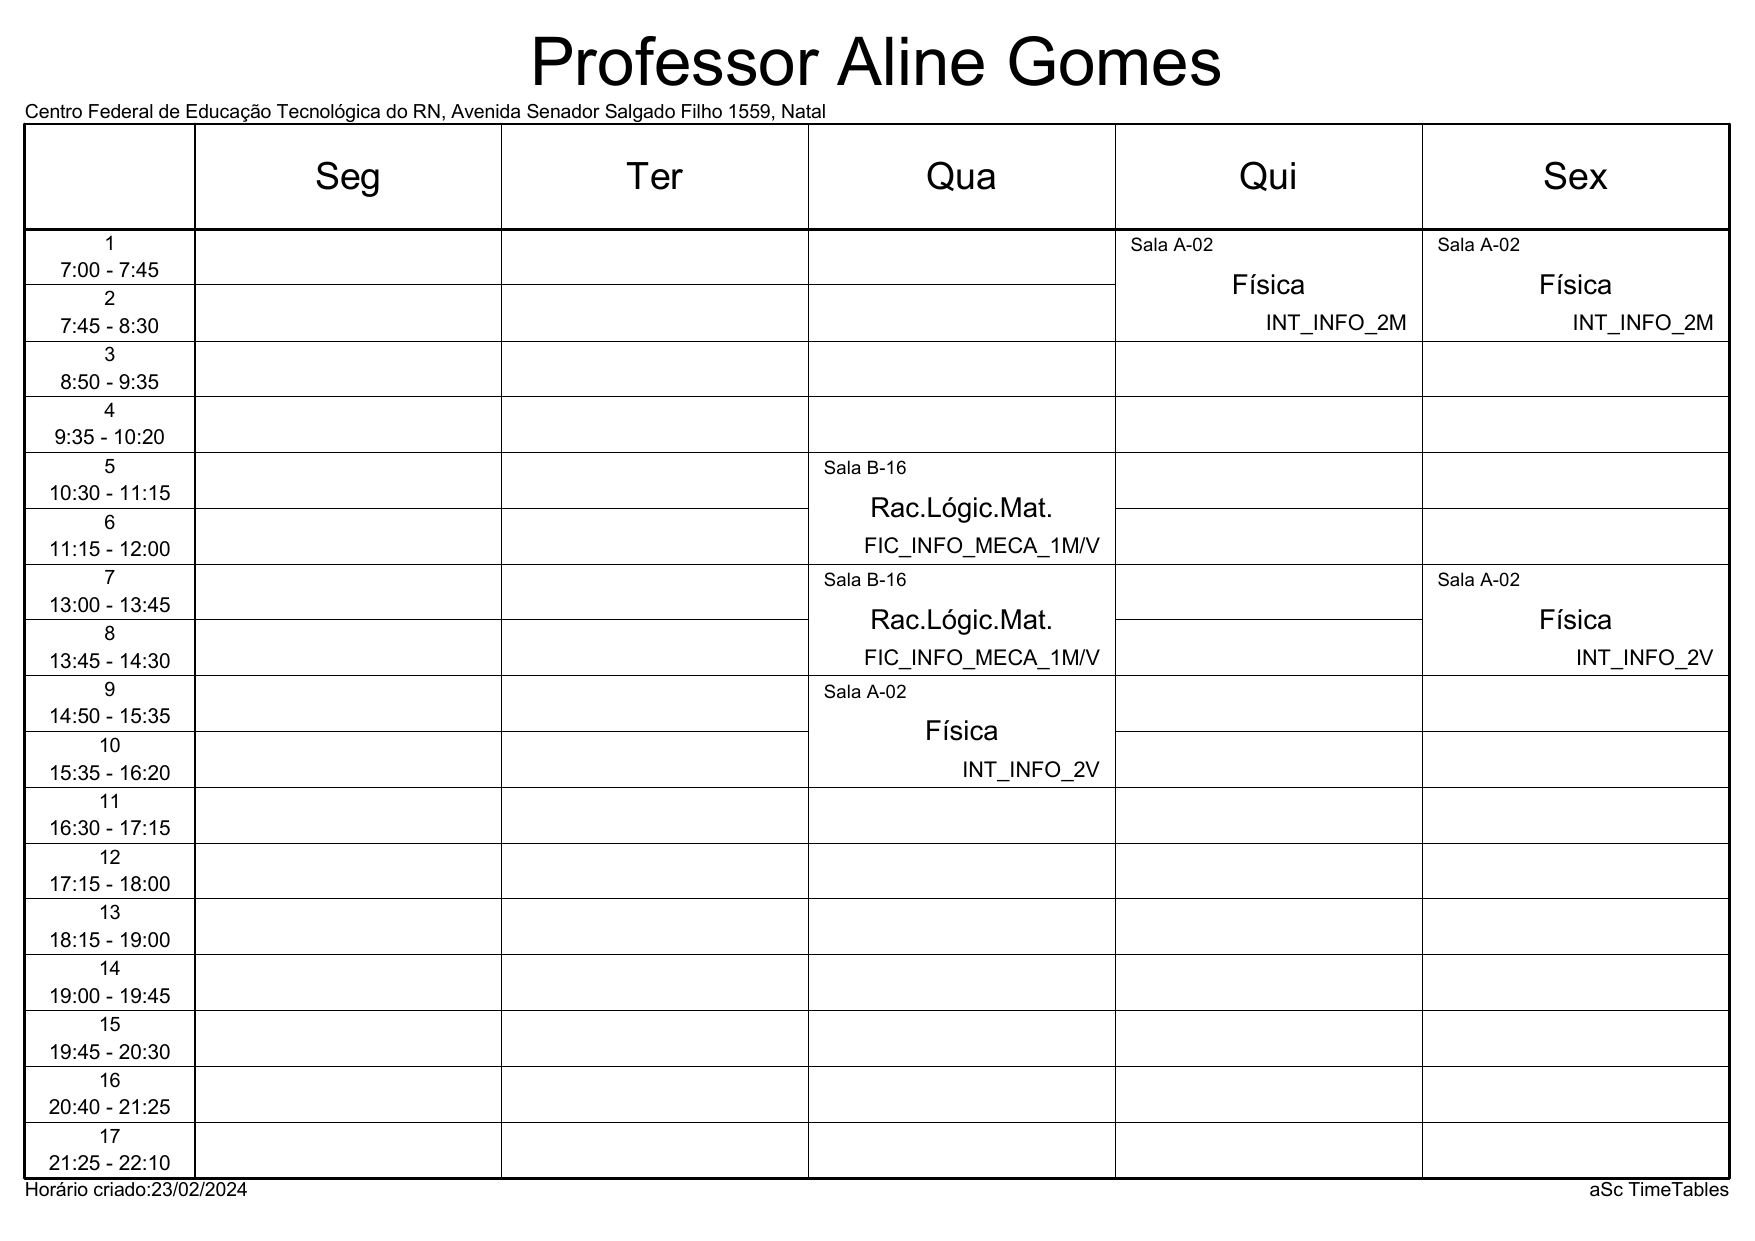 Professor Aline Gomes
Centro Federal de Educação Tecnológica do RN, Avenida Senador Salgado Filho 1559, Natal
Seg Ter Qua Qui Sex
1
7:00 - 7:45
Sala A-02
Física
INT_INFO_2M
Sala A-02
Física
INT_INFO_2M
2
7:45 - 8:30
3
8:50 - 9:35
4
9:35 - 10:20
5
10:30 - 11:15
Sala B-16
Rac.Lógic.Mat.
FIC_INFO_MECA_1M/V
6
11:15 - 12:00
7
13:00 - 13:45
Sala B-16
Rac.Lógic.Mat.
FIC_INFO_MECA_1M/V
Sala A-02
Física
INT_INFO_2V
8
13:45 - 14:30
9
14:50 - 15:35
Sala A-02
Física
INT_INFO_2V
10
15:35 - 16:20
11
16:30 - 17:15
12
17:15 - 18:00
13
18:15 - 19:00
14
19:00 - 19:45
15
19:45 - 20:30
16
20:40 - 21:25
17
21:25 - 22:10
Horário criado:23/02/2024
aSc TimeTables